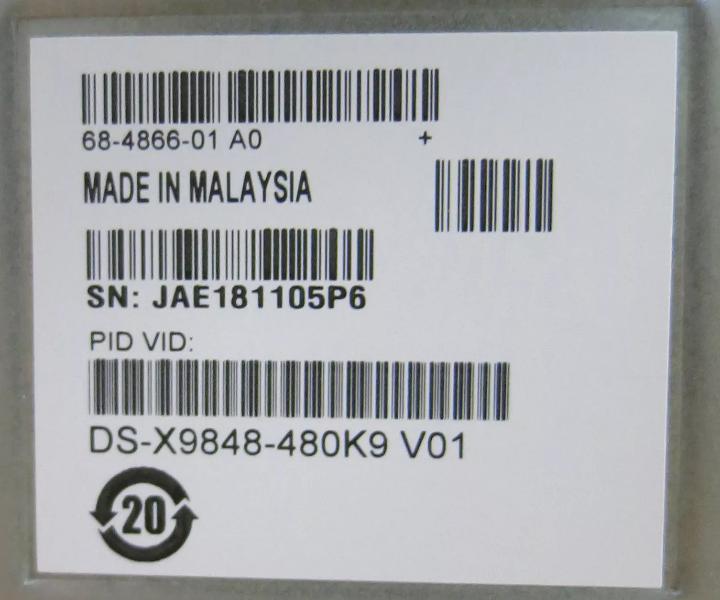 68-4866-01 A0 +
MADE IN MALAYSIA
SN: JAE181105P6
PID VID:
DS-X9848-480K9 V01
20